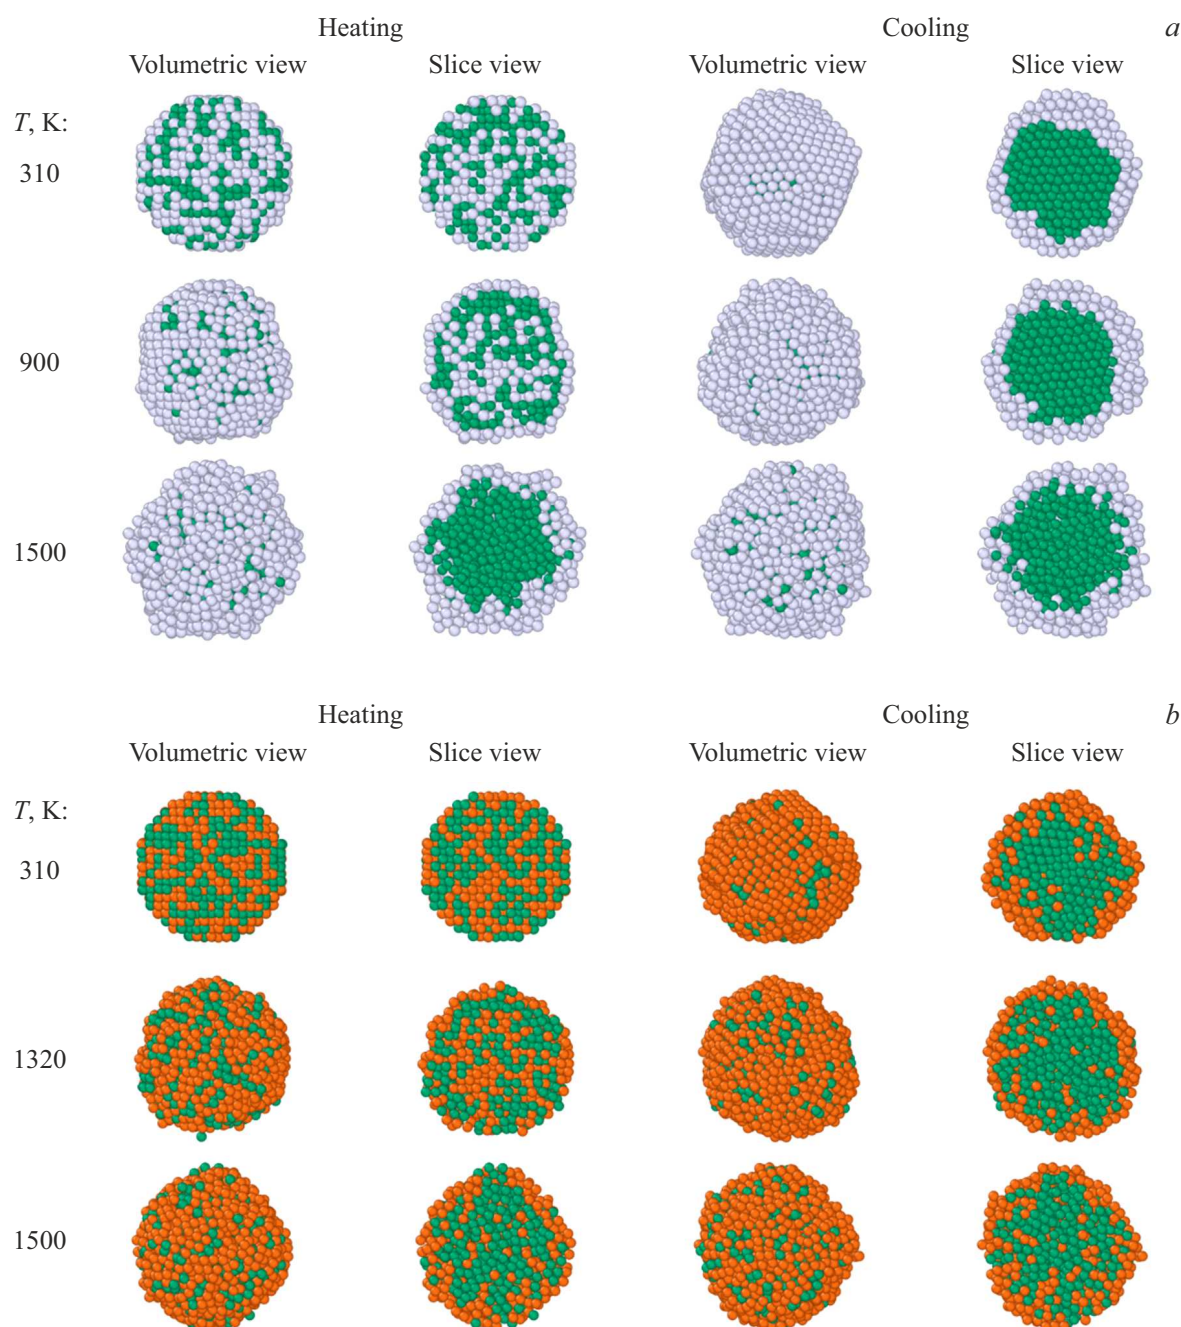 Heating Cooling a
Volumetric view Slice view Volumetric view Slice view
T, K:
310
900
1500
Heating Cooling b
Volumetric view Slice view Volumetric view Slice view
T, K:
310
1320
1500